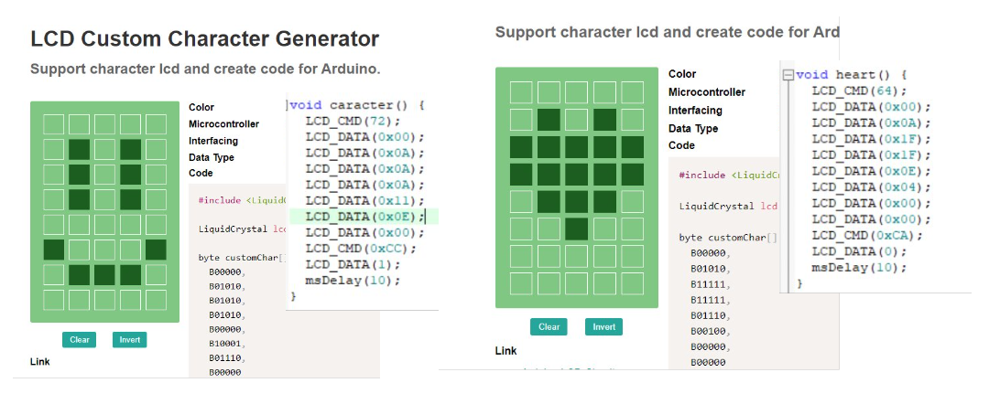 LCD Custom Character Generator
Support character lcd and create code for Arduino.
Color
Microcontroller
Interfacing
Data Type
Code
#include <LiquidC
LiquidCrystal lc
byte customChar[]
B00000,
B01010,
B01010,
B01010,
B00000,
B10001,
B01110,
B00000
Clear
Invert
Link
void caracter() {
LCD_CMD(72);
LCD_DATA(0x00);
LCD_DATA(0x0A);
LCD_DATA(0x0A);
LCD_DATA(0x0A);
LCD_DATA(0x11);
LCD_DATA(0x0E);
LCD_DATA(0x00);
LCD_CMD(0xCC);
LCD_DATA(1);
msDelay(10);
}
Support character lcd and create code for Ard
Color
Microcontroller
Interfacing
Data Type
Code
#include <LiquidC
LiquidCrystal lcd
byte customChar[]
B00000,
B01010,
B11111,
B11111,
B01110,
B00100,
B00000,
B00000
Clear
Invert
Link
void heart() {
LCD_CMD(64);
LCD_DATA(0x00);
LCD_DATA(0x0A);
LCD_DATA(0x1F);
LCD_DATA(0x1F);
LCD_DATA(0x0E);
LCD_DATA(0x04);
LCD_DATA(0x00);
LCD_DATA(0x00);
LCD_CMD(0xCA);
LCD_DATA(0);
msDelay(10);
}